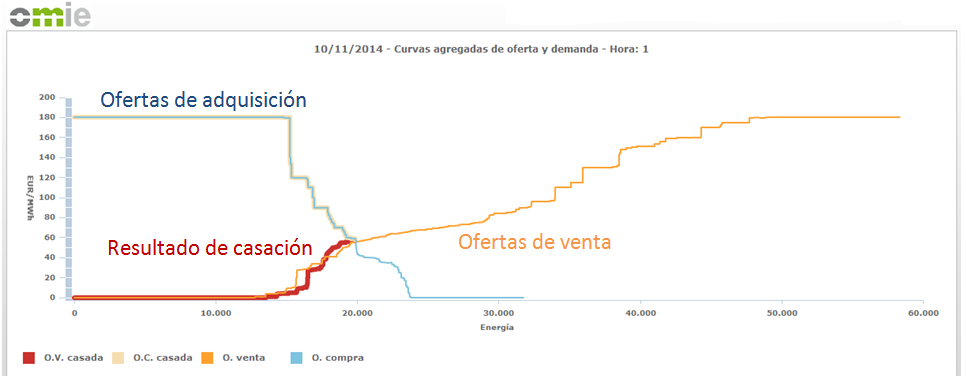 omie
10/11/2014 - Curvas agregadas de oferta y demanda - Hora: 1
Ofertas de adquisición
Resultado de casación
Ofertas de venta
EUR/MWh
200
180
160
140
120
100
80
60
40
20
0
0 10.000 20.000 30.000 40.000 50.000 60.000
Energía
O.V. casada O.C. casada O. venta O. compra